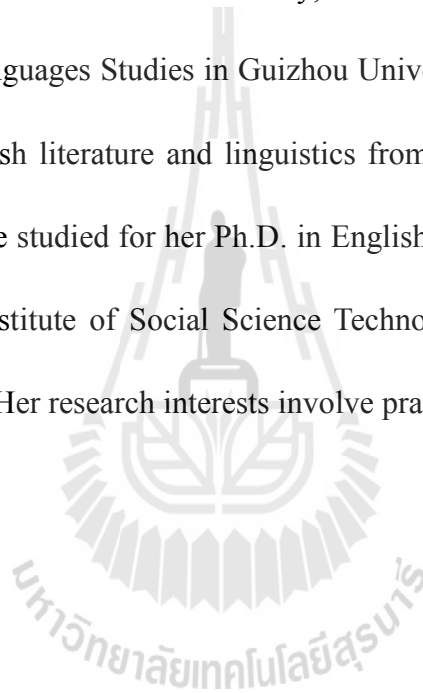 nguages Studies in Guizhou Unive
sh literature and linguistics from
e studied for her Ph.D. in English
stitute of Social Science Techno
Her research interests involve pra
มหาวิทยาลัยเทคโนโลยีสุรนารี